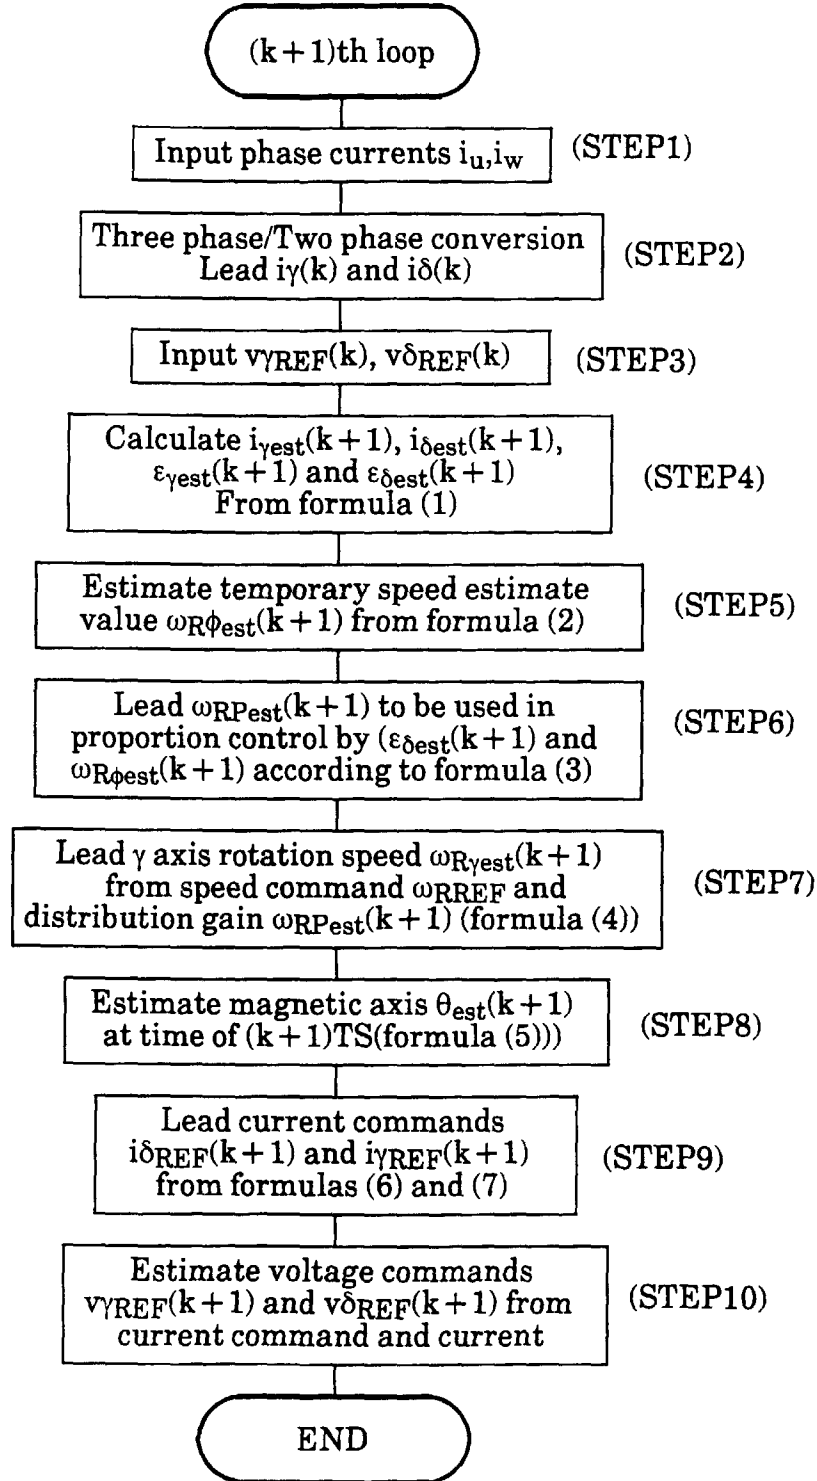 (k+1)th loop
Input phase currents iu,iw
(STEP1)
Three phase/Two phase conversion
Lead iγ(k) and iδ(k)
(STEP2)
Input vγREF(k), vδREF(k)
(STEP3)
Calculate iγest(k+1), iδest(k+1),
εγest(k+1) and εδest(k+1)
From formula (1)
(STEP4)
Estimate temporary speed estimate
value ωRϕest(k+1) from formula (2)
(STEP5)
Lead ωRPest(k+1) to be used in
proportion control by (εδest(k+1) and
ωRϕest(k+1) according to formula (3)
(STEP6)
Lead γ axis rotation speed ωRγest(k+1)
from speed command ωRREF and
distribution gain ωRPest(k+1) (formula (4))
(STEP7)
Estimate magnetic axis θest(k+1)
at time of (k+1)TS(formula (5)))
(STEP8)
Lead current commands
iδREF(k+1) and iγREF(k+1)
from formulas (6) and (7)
(STEP9)
Estimate voltage commands
vγREF(k+1) and vδREF(k+1) from
current command and current
(STEP10)
END